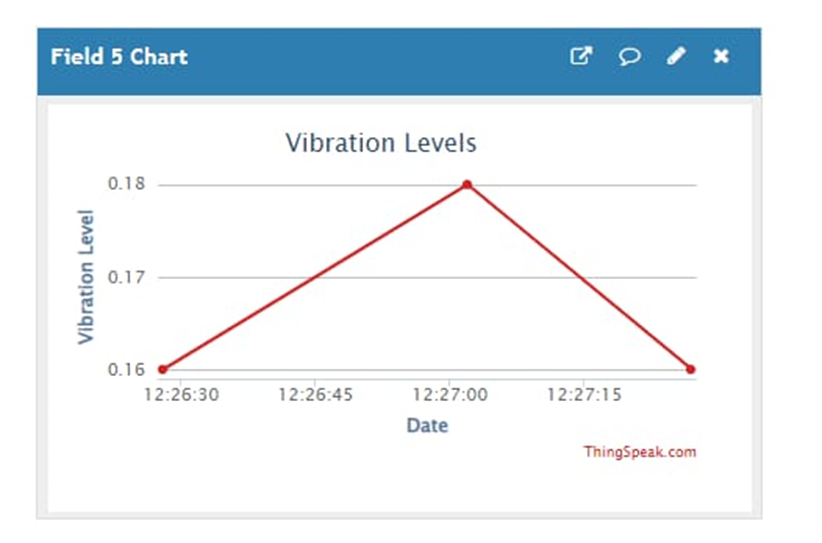 Field 5 Chart
Vibration Levels
0.18
0.17
0.16
Vibration Level
12:26:30 12:26:45 12:27:00 12:27:15
Date
ThingSpeak.com